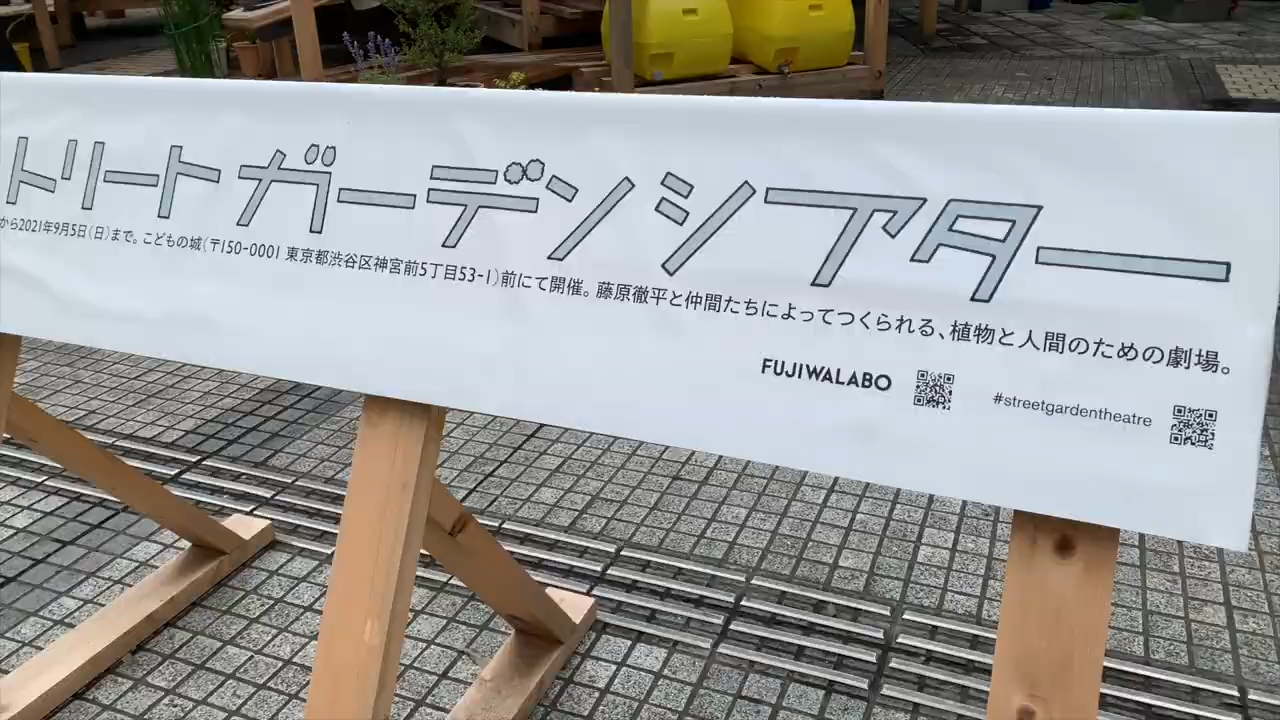 トリートガーデンシアター
から2021年9月5日(日)まで。こどもの城(〒150-0001 東京都渋谷区神宮前5丁目53-1)前にて開催。藤原徹平と仲間たちによってつくられる、植物と人間のための劇場。
FUJIWALABO
#streetgardentheatre